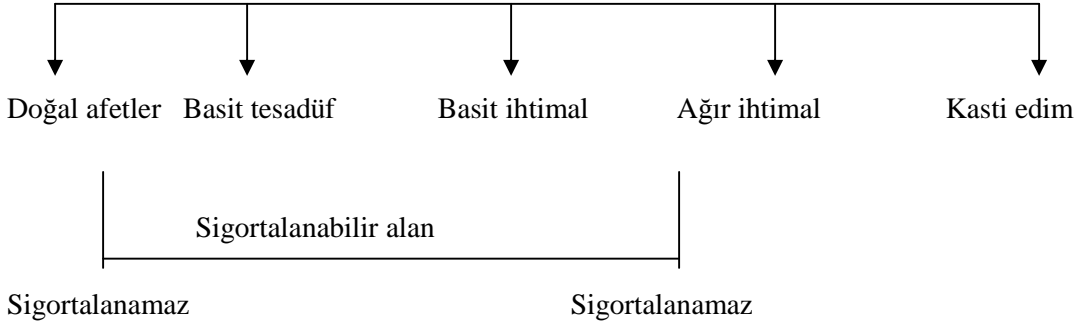 Doğal afetler Basit tesadüf Basit ihtimal Ağır ihtimal Kasti edim
Sigortalanabilir alan
Sigortalanamaz Sigortalanamaz